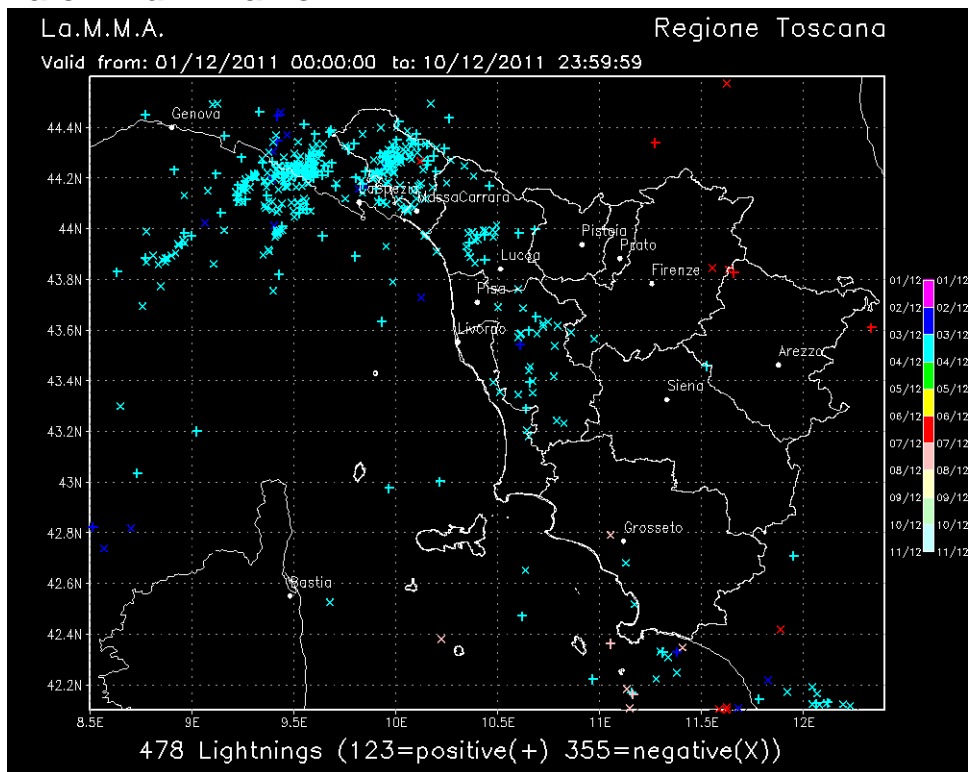 La.M.M.A. Regione Toscana
Valid from: 01/12/2011 00:00:00 to: 10/12/2011 23:59:59
44.4N
44.2N
44N
43.8N
43.6N
43.4N
43.2N
43N
42.8N
42.6N
42.4N
42.2N
Genova
MassaCarrara
Lucca
Pistoia
Prato
Firenze
Pisa
Livorno
Arezzo
Siena
Grosseto
Bastia
01/12 01/12
02/12 02/12
03/12 03/12
04/12 04/12
05/12 05/12
06/12 06/12
07/12 07/12
08/12 08/12
09/12 09/12
10/12 10/12
11/12 11/12
8.5E 9E 9.5E 10E 10.5E 11E 11.5E 12E
478 Lightnings (123=positive(+) 355=negative(X))